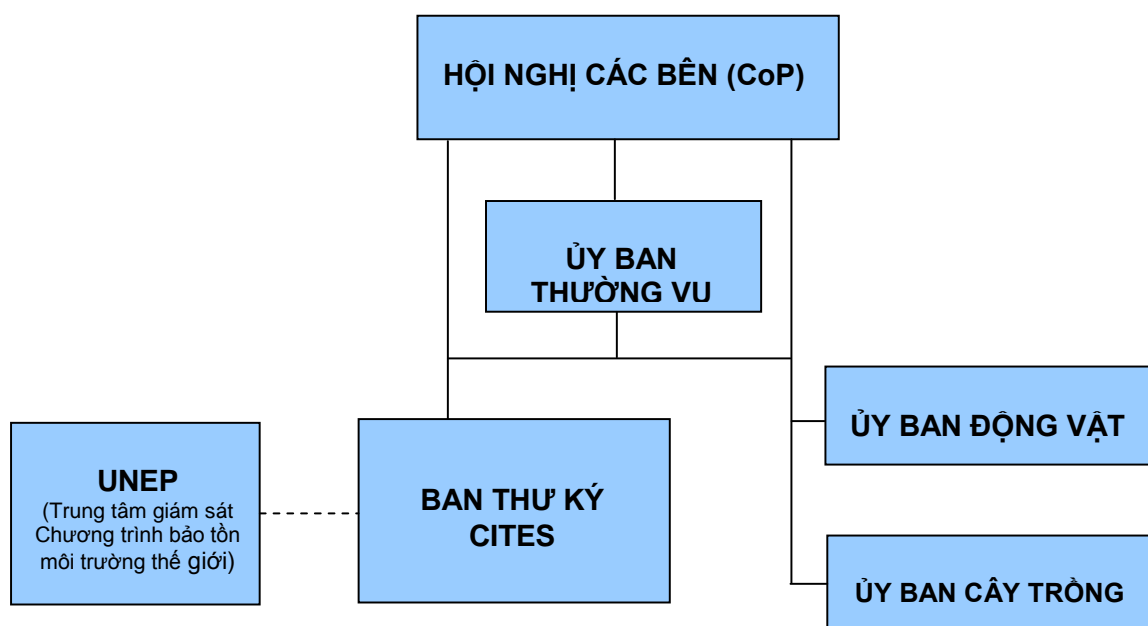 HỘI NGHỊ CÁC BÊN (CoP)
ỦY BAN
THƯỜNG VU
ỦY BAN ĐỘNG VẬT
UNEP
(Trung tâm giám sát
Chương trình bảo tồn
môi trường thế giới)
BAN THƯ KÝ
CITES
ỦY BAN CÂY TRỒNG